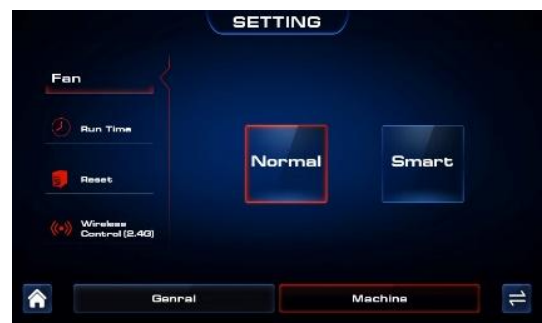 SETTING
Fan
Run Time
Reset
Wireless
Control (2.4G)
Normal
Smart
Genral
Machine